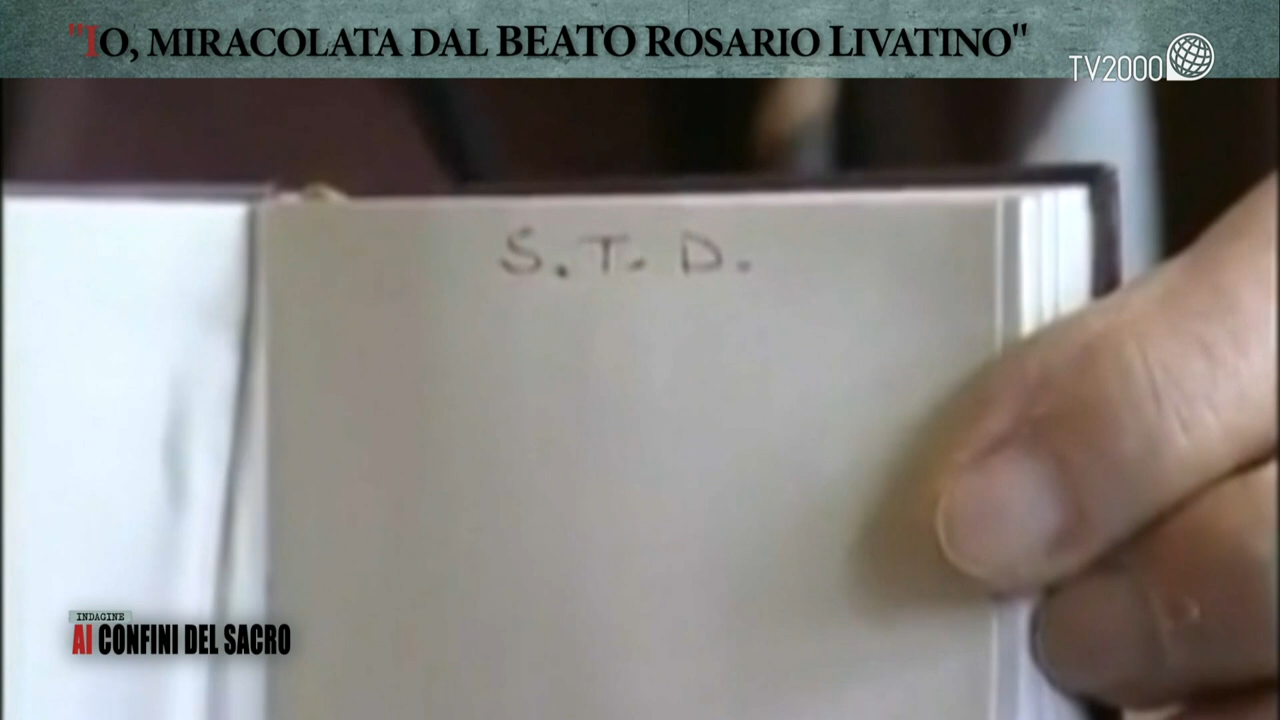 "IO, MIRACOLATA DAL BEATO ROSARIO LIVATINO"
TV2000
S.T.D.
INDAGINE
AI CONFINI DEL SACRO